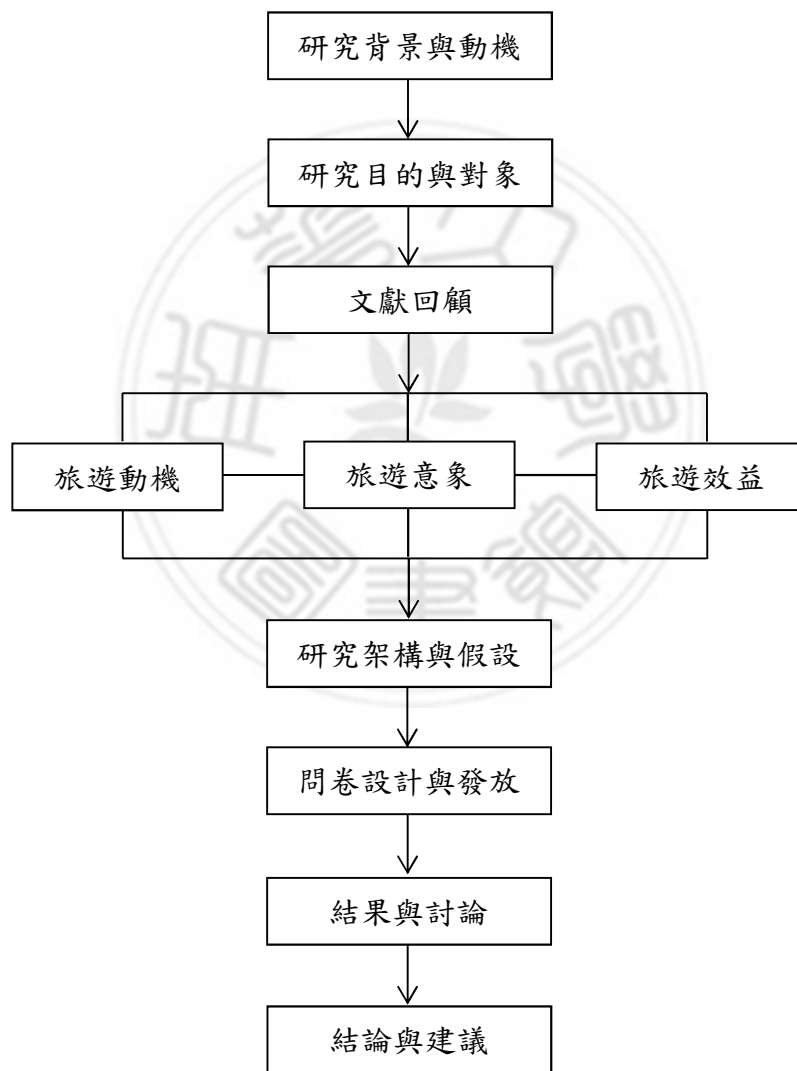 研究背景與動機
研究目的與對象
文獻回顧
旅遊動機
旅遊意象
旅遊效益
研究架構與假設
問卷設計與發放
結果與討論
結論與建議